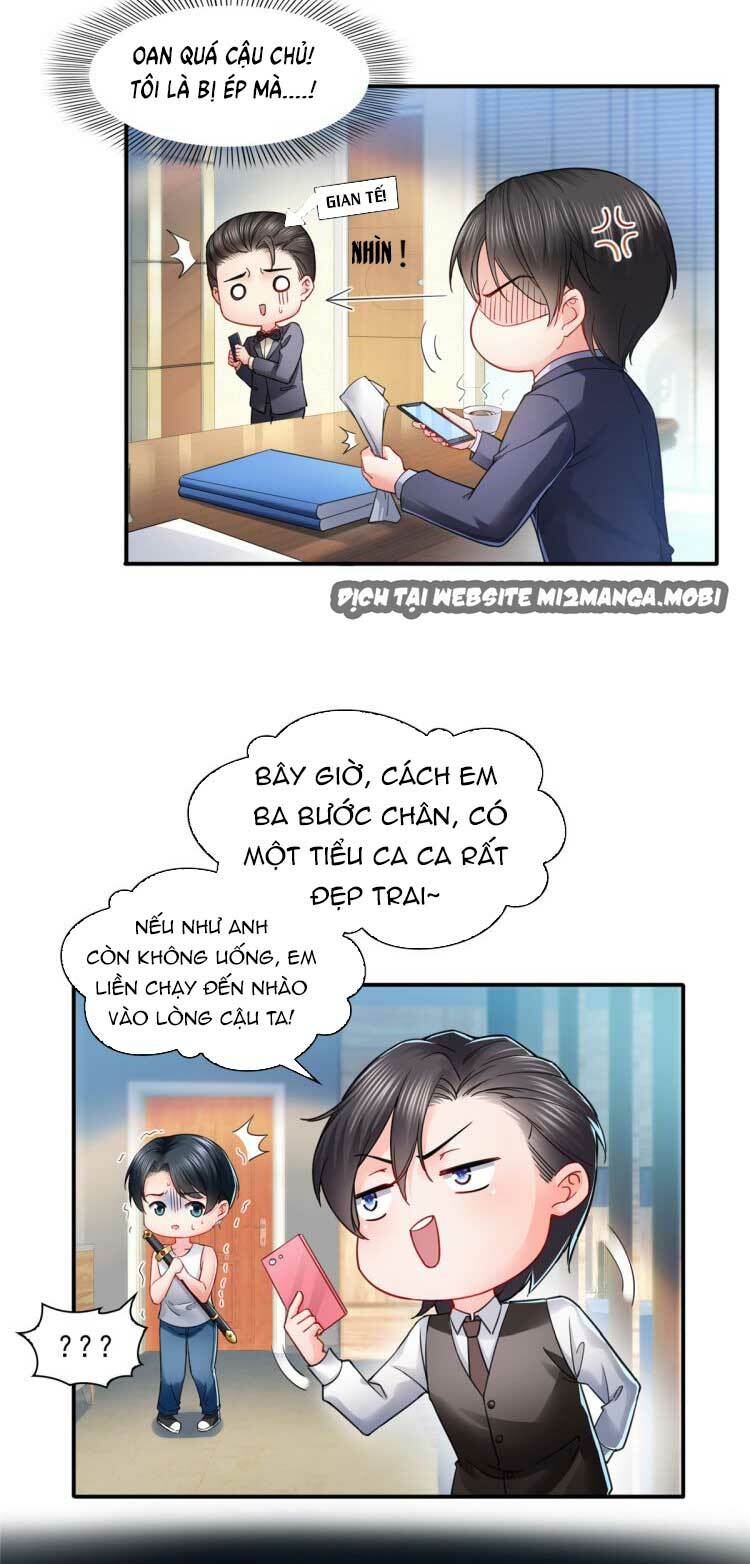 OAN QUÁ CẬU CHỦ!
TÔI LÀ BỊ ÉP MÀ....!
GIAN TẾ!
NHÌN !
DỊCH TẠI WEBSITE MI2MANGA.MOBI
BÂY GIỜ, CÁCH EM
BA BƯỚC CHÂN, CÓ
MỘT TIỂU CA CA RẤT
ĐẸP TRAI~
NẾU NHƯ ANH
CÒN KHÔNG UỐNG, EM
LIỀN CHẠY ĐẾN NHÀO
VÀO LÒNG CẬU TA!
???